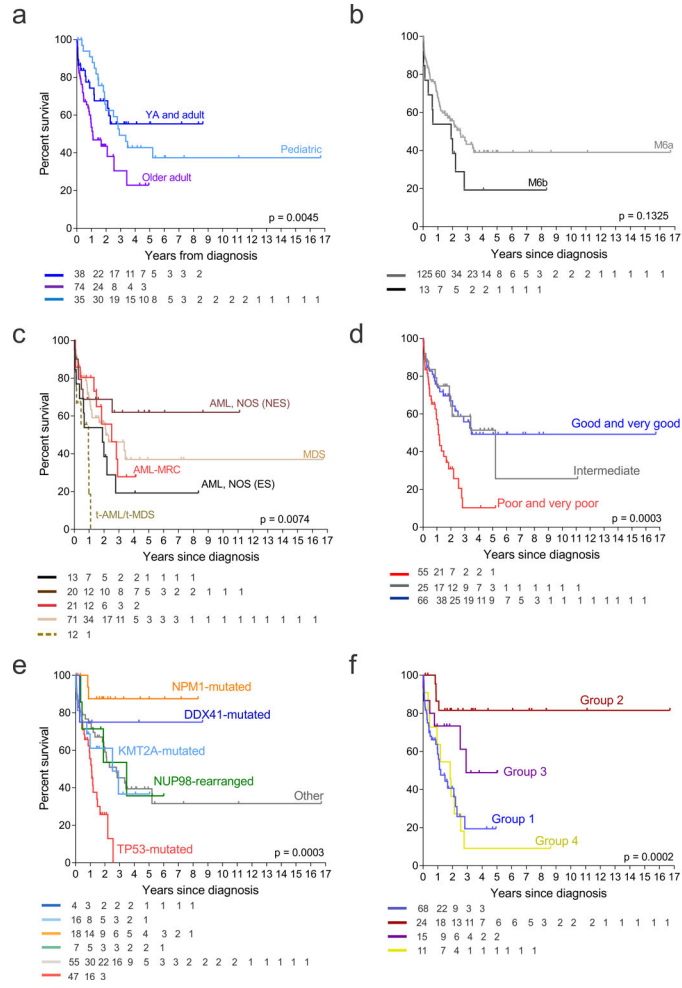 a
100
80
60
40
20
Percent survival
YA and adult
Pediatric
Older adult
p = 0.0045
0 1 2 3 4 5 6 7 8 9 10 11 12 13 14 15 16 17
Years from diagnosis
38 22 17 11 7 5 3 3 2
74 24 8 4 3
35 30 19 15 10 8 5 3 2 2 2 2 1 1 1 1 1
b
100
80
60
40
20
Percent survival
M6a
M6b
p = 0.1325
0 1 2 3 4 5 6 7 8 9 10 11 12 13 14 15 16 17
Years since diagnosis
125 60 34 23 14 8 6 5 3 2 2 2 1 1 1 1 1
13 7 5 2 2 1 1 1 1
c
100
80
60
40
20
Percent survival
AML, NOS (NES)
MDS
AML-MRC
AML, NOS (ES)
t-AML/t-MDS
p = 0.0074
0 1 2 3 4 5 6 7 8 9 10 11 12 13 14 15 16 17
Years since diagnosis
13 7 5 2 2 1 1 1 1
20 12 10 8 7 5 3 2 2 1 1 1
21 12 6 3 2
71 34 17 11 5 3 3 3 1 1 1 1 1 1 1 1 1
12 1
d
100
80
60
40
20
Percent survival
Good and very good
Intermediate
Poor and very poor
p = 0.0003
0 1 2 3 4 5 6 7 8 9 10 11 12 13 14 15 16 17
Years since diagnosis
55 21 7 2 2 1
25 17 12 9 7 3 1 1 1 1 1 1
66 38 25 19 11 9 7 5 3 1 1 1 1 1 1 1 1
e
100
80
60
40
20
Percent survival
NPM1-mutated
DDX41-mutated
KMT2A-mutated
NUP98-rearranged
Other
TP53-mutated
p = 0.0003
0 1 2 3 4 5 6 7 8 9 10 11 12 13 14 15 16 17
Years since diagnosis
4 3 2 2 2 1 1 1 1
16 8 5 3 2 1
18 14 9 6 5 4 3 2 1
7 5 3 3 2 2 1
55 30 22 16 9 5 3 3 2 2 2 2 1 1 1 1 1
47 16 3
f
100
80
60
40
20
Percent survival
Group 2
Group 3
Group 1
Group 4
p = 0.0002
0 1 2 3 4 5 6 7 8 9 10 11 12 13 14 15 16 17
Years since diagnosis
68 22 9 3 3
24 18 13 11 7 6 6 5 3 2 2 1 1 1 1 1 1
15 9 6 4 2 2
11 7 4 1 1 1 1 1 1